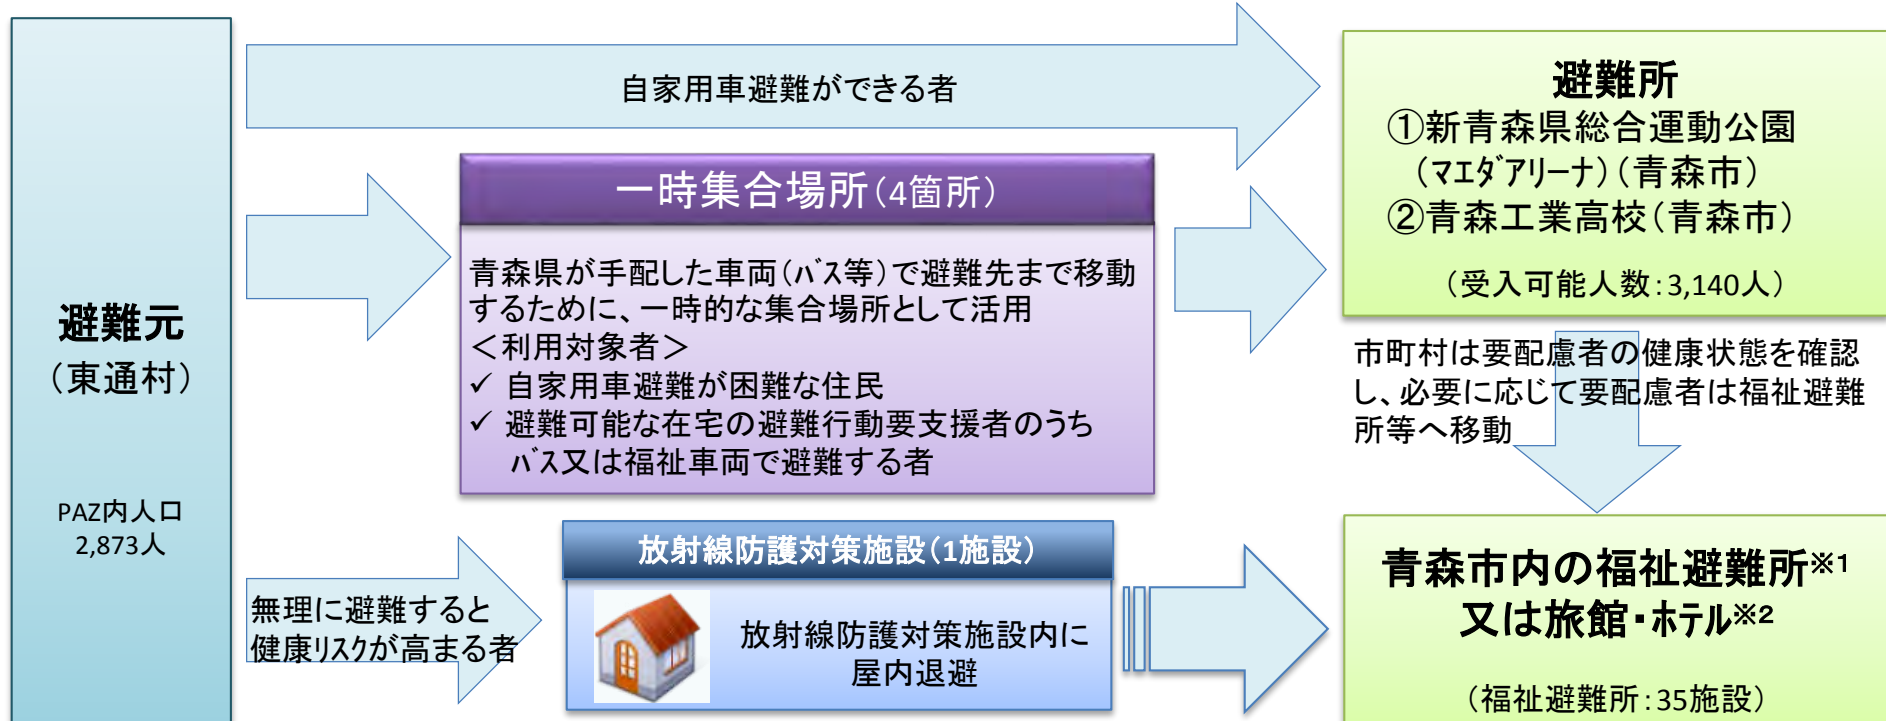 避難元
（東通村）
PAZ内人口
2,873人
自家用車避難ができる者
一時集合場所（4箇所）
青森県が手配した車両（ﾊﾞｽ等）で避難先まで移動
するために、一時的な集合場所として活用
＜利用対象者＞
✓ 自家用車避難が困難な住民
✓ 避難可能な在宅の避難行動要支援者のうち
ﾊﾞｽ又は福祉車両で避難する者
無理に避難すると
健康ﾘｽｸが高まる者
放射線防護対策施設（1施設）
放射線防護対策施設内に
屋内退避
避難所
①新青森県総合運動公園
（ﾏｴﾀﾞｱﾘｰﾅ）（青森市）
②青森工業高校（青森市）
（受入可能人数：3,140人）
市町村は要配慮者の健康状態を確認
し、必要に応じて要配慮者は福祉避難
所等へ移動
青森市内の福祉避難所※1
又は旅館・ﾎﾃﾙ※2
（福祉避難所：35施設）